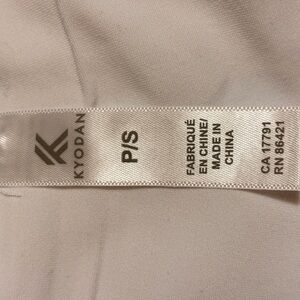 KYODAN
P/S
FABRIQUÉ
EN CHINE/
MADE IN
CHINA
CA 17791
RN 86421